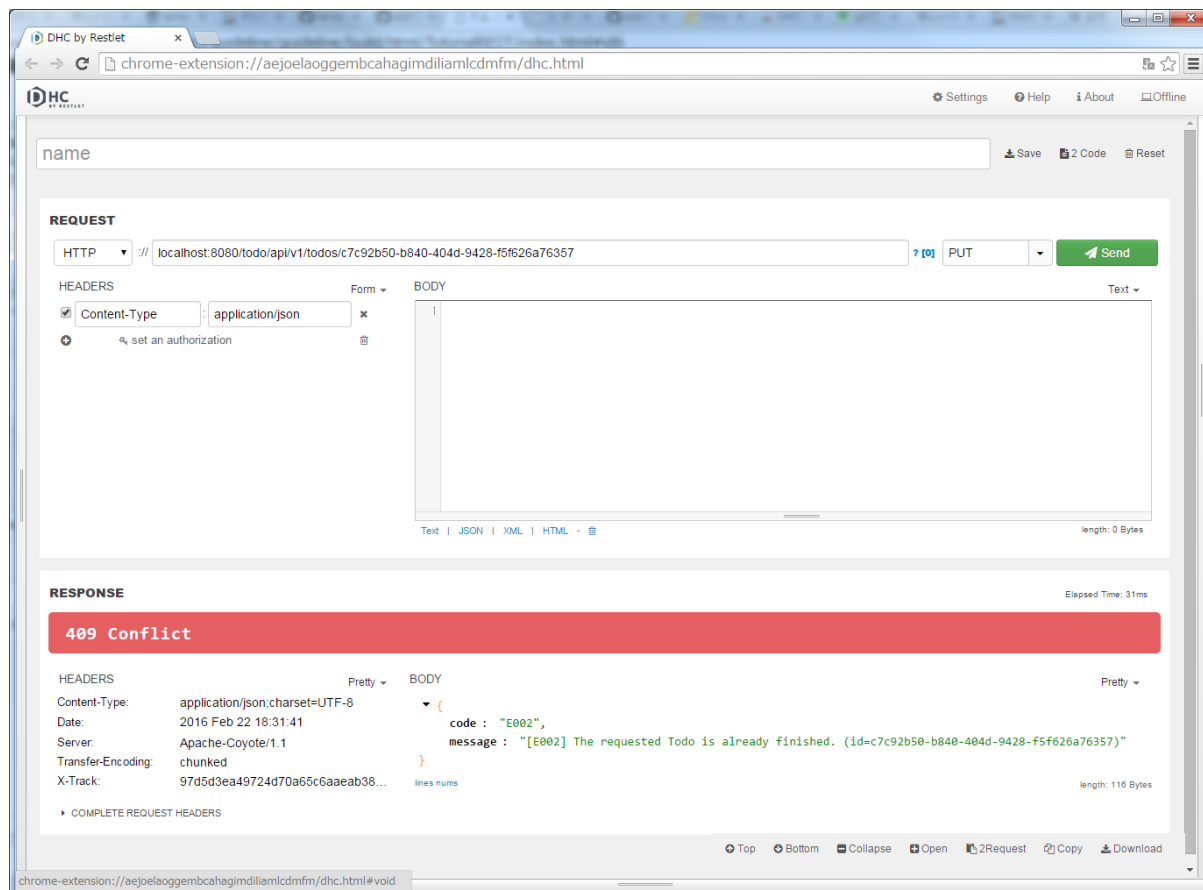 DHC by Restlet
chrome-extension://aejoelaoggembcahagimdiliamlcdmfm/dhc.html
DHC BY RESTLET
Settings Help About Offline
name
Save 2 Code Reset
REQUEST
HTTP :// localhost:8080/todo/api/v1/todos/c7c92b50-b840-404d-9428-f5f626a76357 ? [0] PUT Send
HEADERS Form BODY Text
Content-Type : application/json 1
set an authorization
Text | JSON | XML | HTML - length: 0 Bytes
RESPONSE Elapsed Time: 31ms
409 Conflict
HEADERS Pretty BODY Pretty
Content-Type: application/json;charset=UTF-8 {
Date: 2016 Feb 22 18:31:41 code : "E002",
Server: Apache-Coyote/1.1 message : "[E002] The requested Todo is already finished. (id=c7c92b50-b840-404d-9428-f5f626a76357)"
Transfer-Encoding: chunked }
X-Track: 97d5d3ea49724d70a65c6aaeab38... lines nums length: 116 Bytes
COMPLETE REQUEST HEADERS
Top Bottom Collapse Open 2Request Copy Download
chrome-extension://aejoelaoggembcahagimdiliamlcdmfm/dhc.html#void